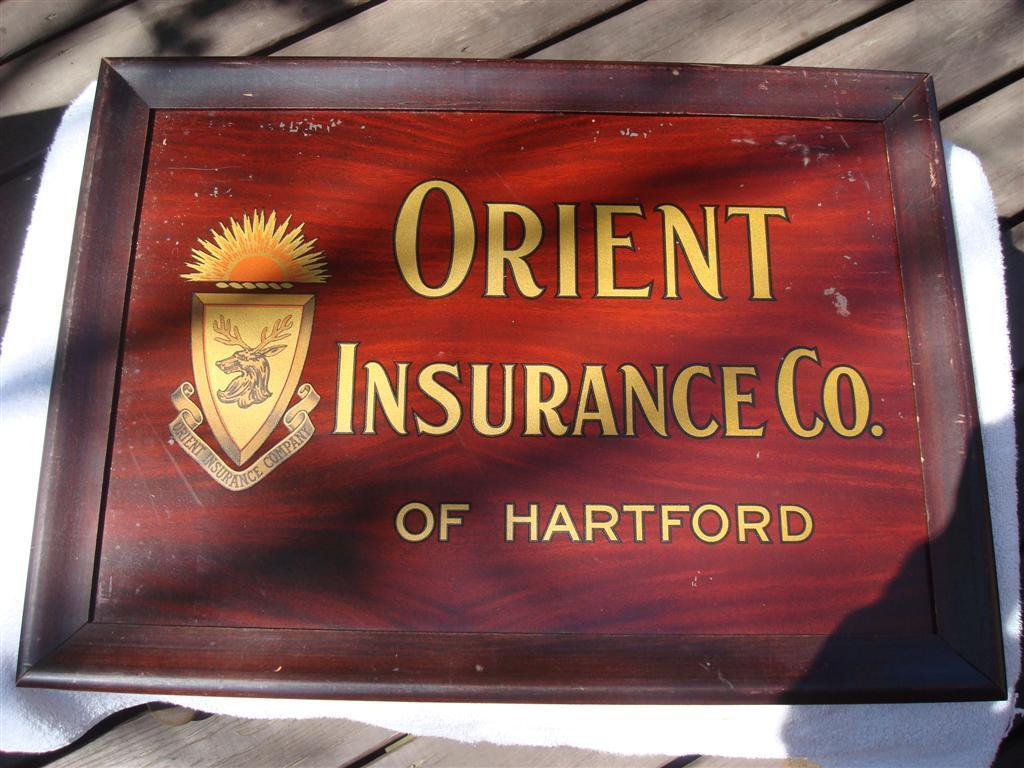 ORIENT
INSURANCE CO.
OF HARTFORD
ORIENT INSURANCE COMPANY